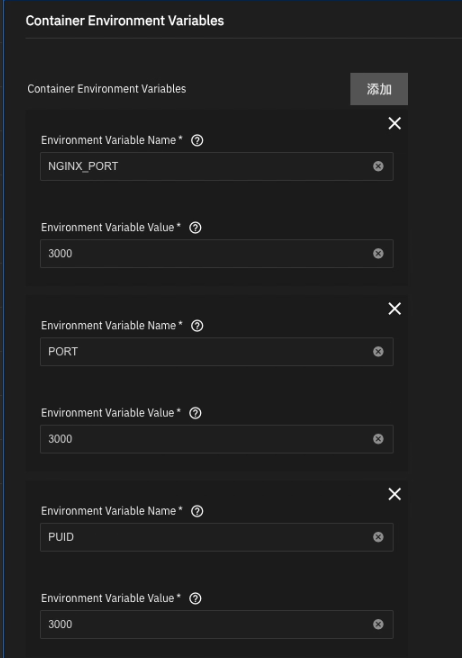 Container Environment Variables
Container Environment Variables 添加
Environment Variable Name *
NGINX_PORT
Environment Variable Value *
3000
Environment Variable Name *
PORT
Environment Variable Value *
3000
Environment Variable Name *
PUID
Environment Variable Value *
3000